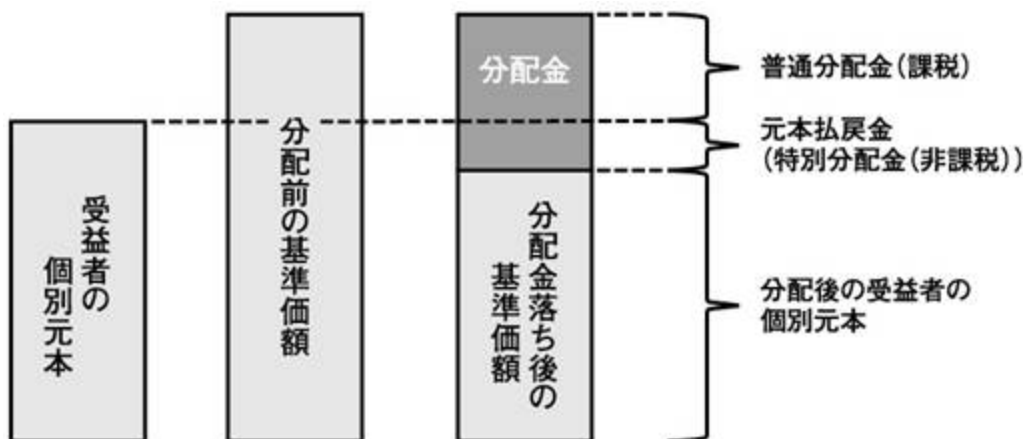 受益者の
個別元本
分配前の基準価額
分配金
分配金落ち後の
基準価額
普通分配金(課税)
元本払戻金
(特別分配金(非課税))
分配後の受益者の
個別元本